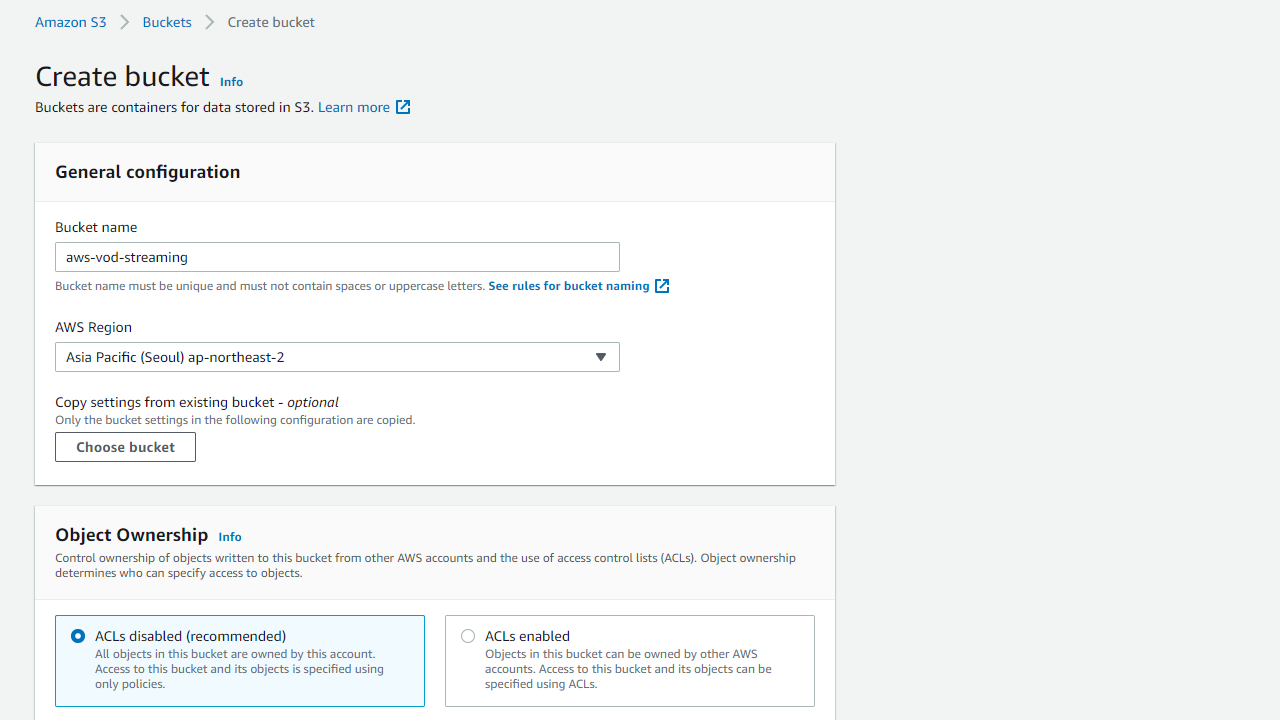 Amazon S3 > Buckets > Create bucket
Create bucket Info
Buckets are containers for data stored in S3. Learn more
General configuration
Bucket name
aws-vod-streaming
Bucket name must be unique and must not contain spaces or uppercase letters. See rules for bucket naming
AWS Region
Asia Pacific (Seoul) ap-northeast-2
Copy settings from existing bucket - optional
Only the bucket settings in the following configuration are copied.
Choose bucket
Object Ownership Info
Control ownership of objects written to this bucket from other AWS accounts and the use of access control lists (ACLs). Object ownership
determines who can specify access to objects.
ACLs disabled (recommended)
All objects in this bucket are owned by this account.
Access to this bucket and its objects is specified using
only policies.
ACLs enabled
Objects in this bucket can be owned by other AWS
accounts. Access to this bucket and its objects can be
specified using ACLs.